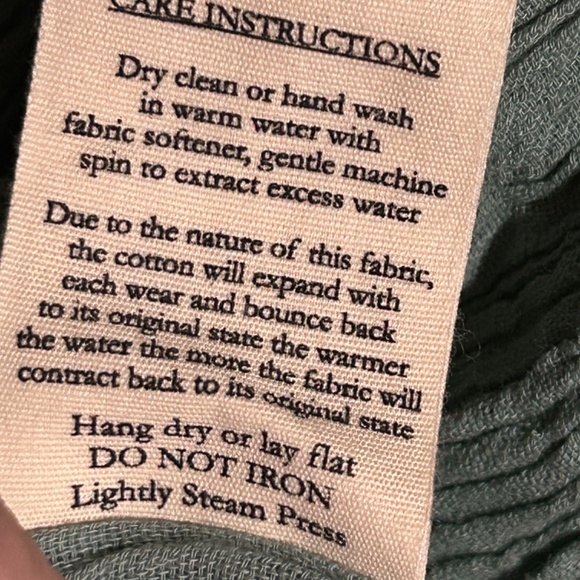 CARE INSTRUCTIONS
Dry clean or hand wash
in warm water with
fabric softener, gentle machine
spin to extract excess water
Due to the nature of this fabric,
the cotton will expand with
each wear and bounce back
to its original state the warmer
the water the more the fabric will
contract back to its original state
Hang dry or lay flat
DO NOT IRON
Lightly Steam Press